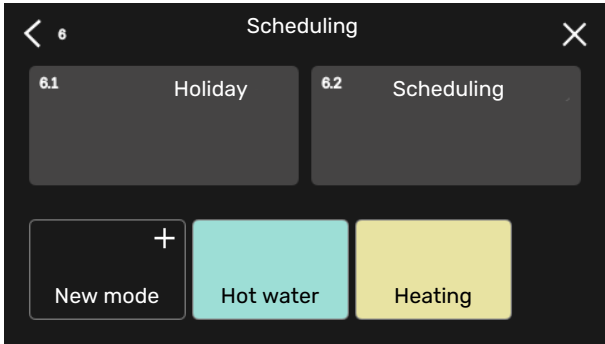 6 Scheduling
6.1 Holiday
6.2 Scheduling
New mode
Hot water
Heating